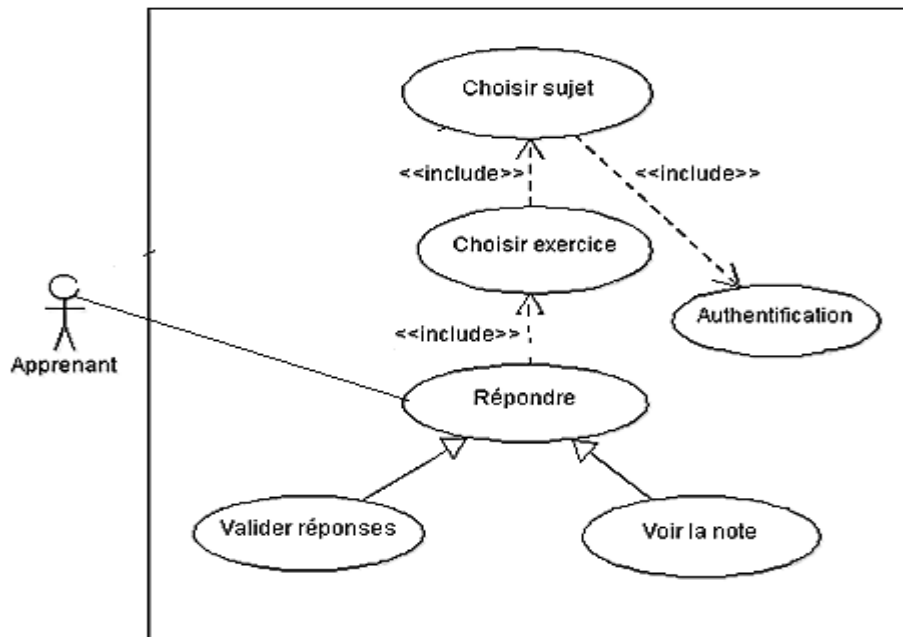 Choisir sujet
<<include>>
<<include>>
Choisir exercice
Authentification
<<include>>
Apprenant
Répondre
Valider réponses
Voir la note